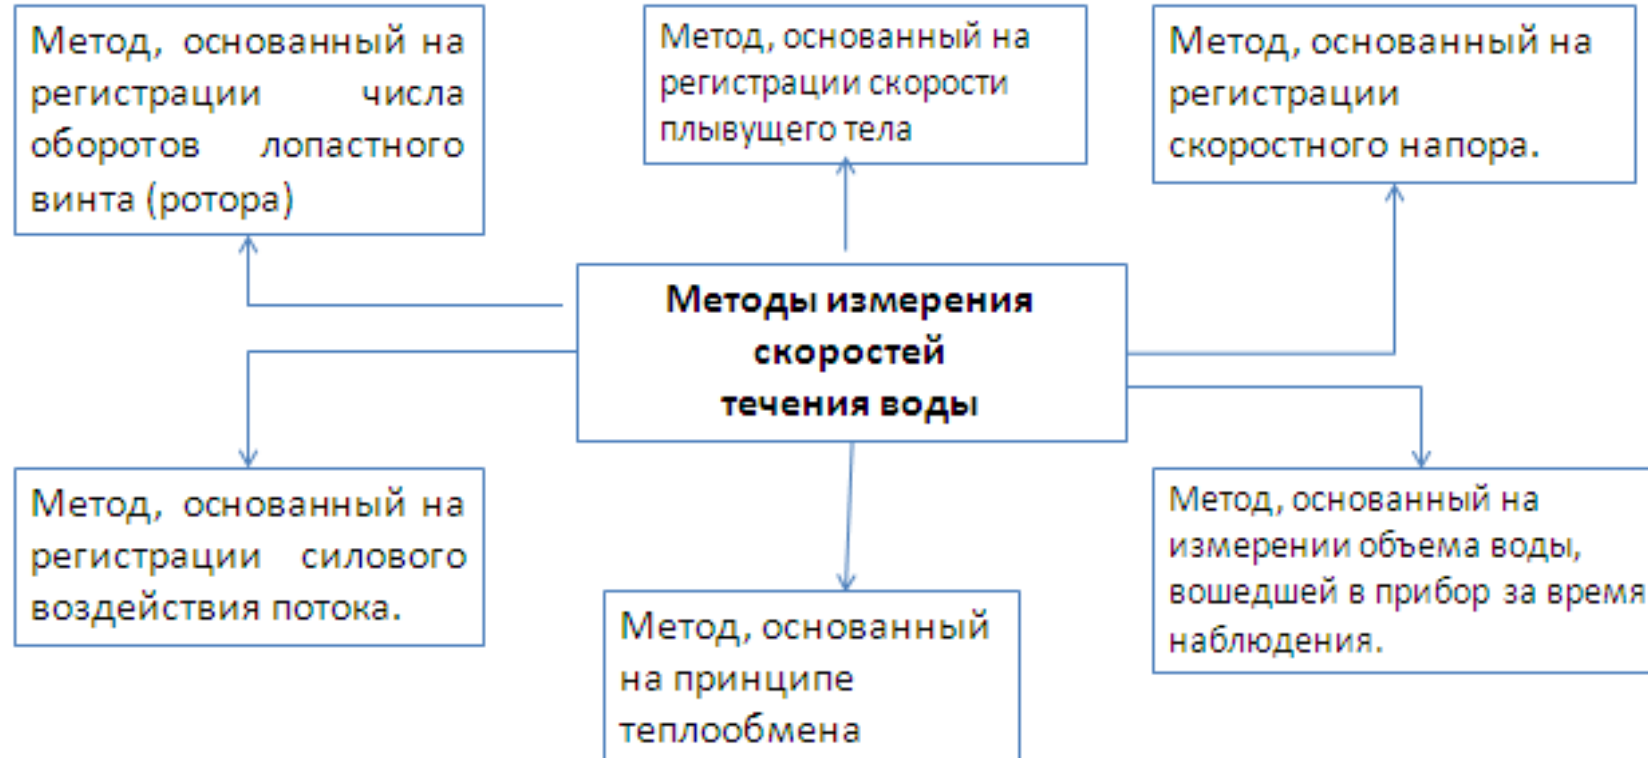 Метод, основанный на
регистрации числа
оборотов лопастного
винта (ротора)
Метод, основанный на
регистрации скорости
плывущего тела
Метод, основанный на
регистрации
скоростного напора.
Методы измерения
скоростей
течения воды
Метод, основанный на
регистрации силового
воздействия потока.
Метод, основанный
на принципе
теплообмена
Метод, основанный на
измерении объема воды,
вошедшей в прибор за время
наблюдения.